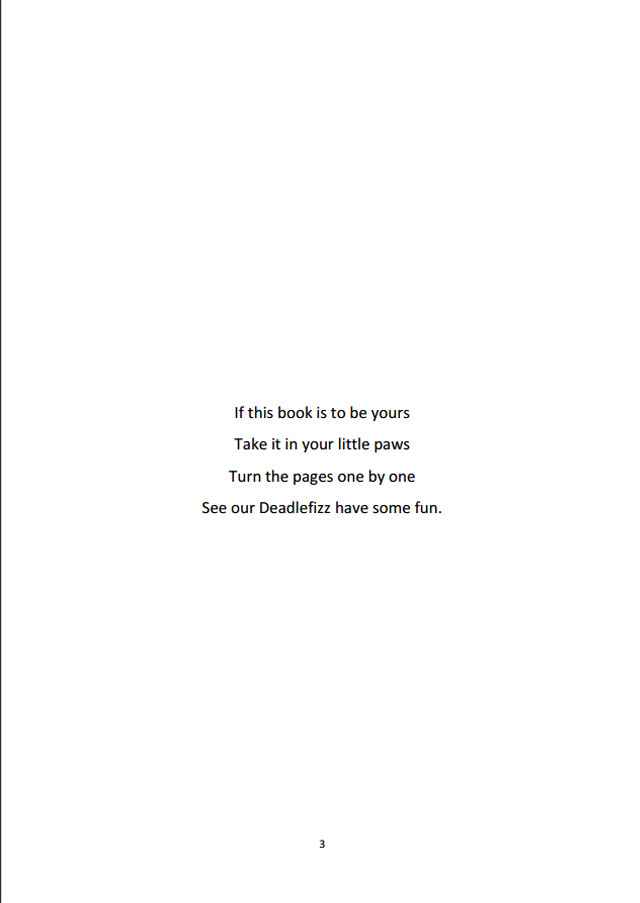 If this book is to be yours
Take it in your little paws
Turn the pages one by one
See our Deadlefizz have some fun.
3